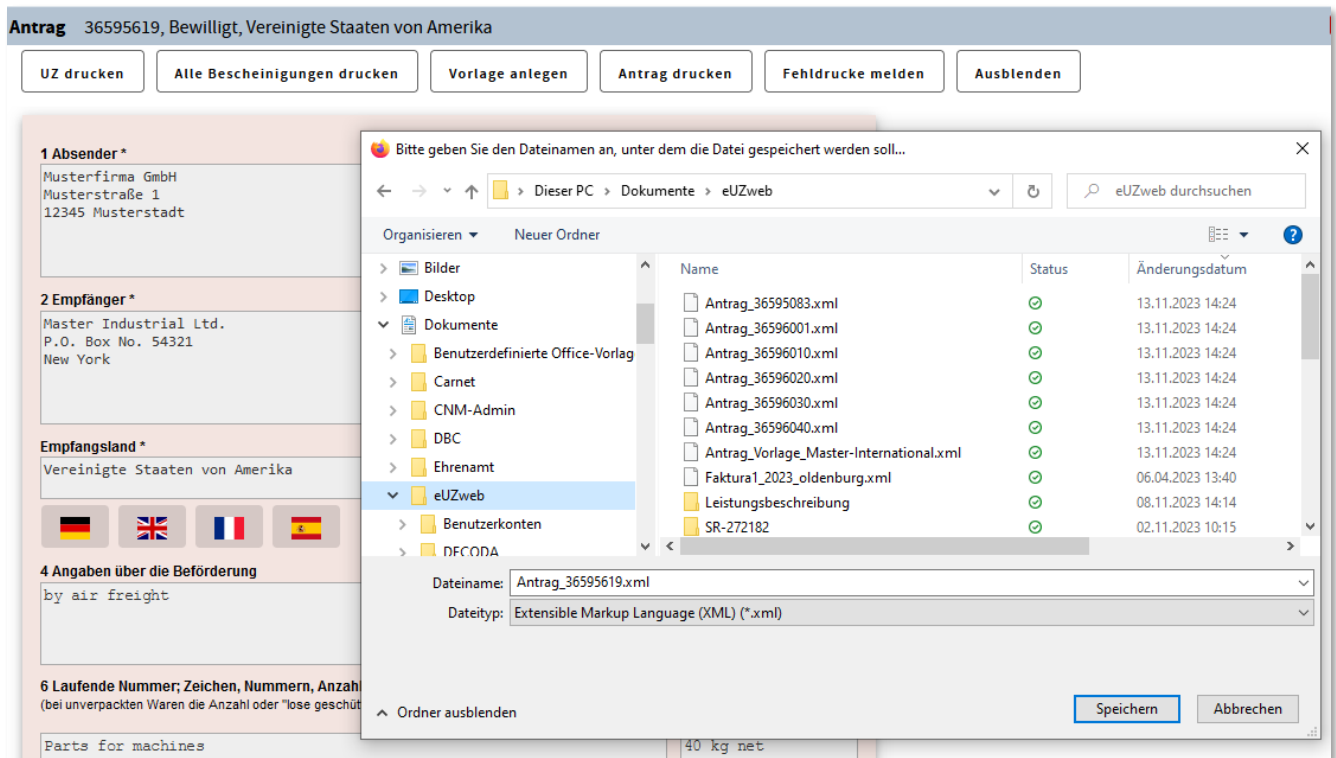 Antrag 36595619, Bewilligt, Vereinigte Staaten von Amerika
UZ drucken
Alle Bescheinigungen drucken
Vorlage anlegen
Antrag drucken
Fehldrucke melden
Ausblenden
1 Absender *
Musterfirma GmbH
Musterstraße 1
12345 Musterstadt
2 Empfänger *
Master Industrial Ltd.
P.O. Box No. 54321
New York
Empfangsland *
Vereinigte Staaten von Amerika
4 Angaben über die Beförderung
by air freight
6 Laufende Nummer; Zeichen, Nummern, Anzahl
(bei unverpackten Waren die Anzahl oder "lose geschüt
Parts for machines
40 kg net
Bitte geben Sie den Dateinamen an, unter dem die Datei gespeichert werden soll...
Dieser PC > Dokumente > eUZweb
eUZweb durchsuchen
Organisieren
Neuer Ordner
Bilder
Desktop
Dokumente
Benutzerdefinierte Office-Vorlag
Carnet
CNM-Admin
DBC
Ehrenamt
eUZweb
Benutzerkonten
DECODA
Name Status Änderungsdatum
Antrag_36595083.xml 13.11.2023 14:24
Antrag_36596001.xml 13.11.2023 14:24
Antrag_36596010.xml 13.11.2023 14:24
Antrag_36596020.xml 13.11.2023 14:24
Antrag_36596030.xml 13.11.2023 14:24
Antrag_36596040.xml 13.11.2023 14:24
Antrag_Vorlage_Master-International.xml 13.11.2023 14:24
Faktura1_2023_oldenburg.xml 06.04.2023 13:40
Leistungsbeschreibung 08.11.2023 14:14
SR-272182 02.11.2023 10:15
Dateiname: Antrag_36595619.xml
Dateityp: Extensible Markup Language (XML) (*.xml)
Ordner ausblenden
Speichern
Abbrechen